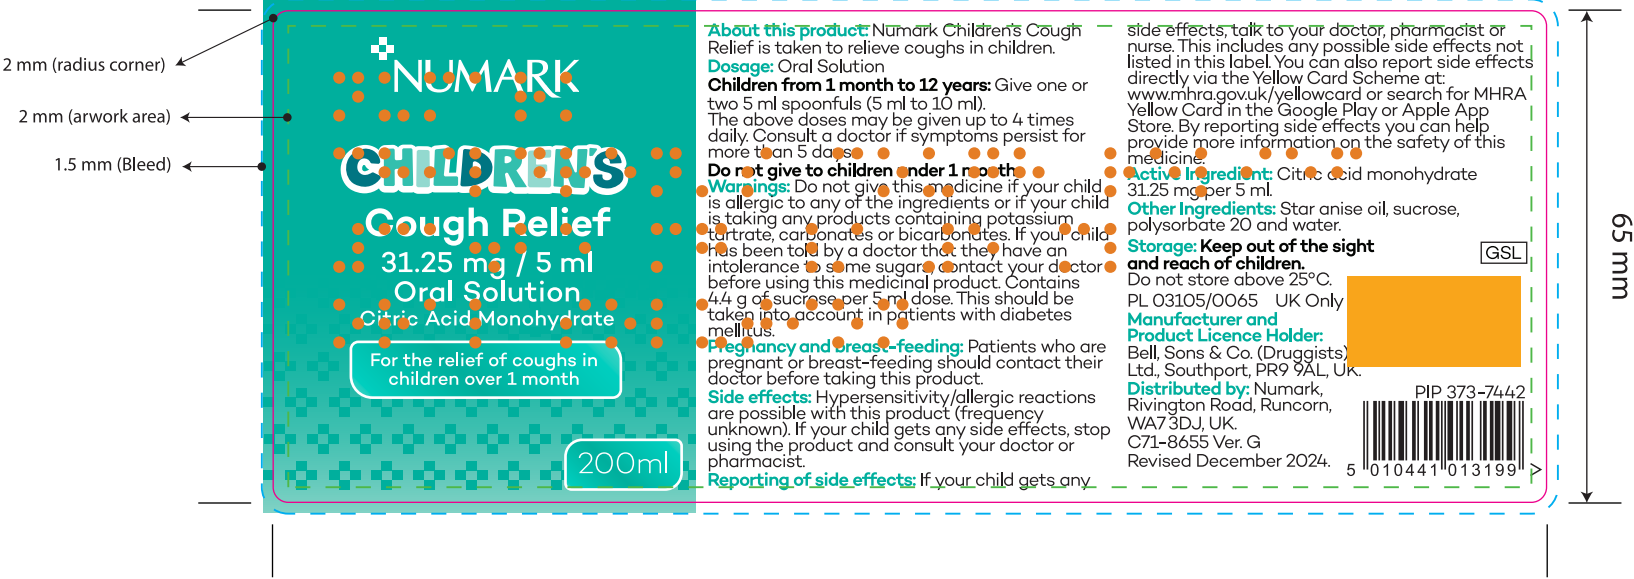 2 mm (radius corner)
2 mm (arwork area)
1.5 mm (Bleed)
NUMARK
CHILDREN'S
Cough Relief
31.25 mg / 5 ml
Oral Solution
Citric Acid Monohydrate
For the relief of coughs in
children over 1 month
200ml
About this product: Numark Children's Cough
Relief is taken to relieve coughs in children.
Dosage: Oral Solution
Children from 1 month to 12 years: Give one or
two 5 ml spoonfuls (5 ml to 10 ml).
The above doses may be given up to 4 times
daily. Consult a doctor if symptoms persist for
more than 5 days.
Do not give to children under 1 month.
Warnings: Do not give this medicine if your child
is allergic to any of the ingredients or if your child
is taking any products containing potassium
tartrate, carbonates or bicarbonates. If your child
has been told by a doctor that they have an
intolerance to some sugars, contact your doctor
before using this medicinal product. Contains
4.4 g of sucrose per 5 ml dose. This should be
taken into account in patients with diabetes
mellitus.
Pregnancy and breast-feeding: Patients who are
pregnant or breast-feeding should contact their
doctor before taking this product.
Side effects: Hypersensitivity/allergic reactions
are possible with this product (frequency
unknown). If your child gets any side effects, stop
using the product and consult your doctor or
pharmacist.
Reporting of side effects: If your child gets any
side effects, talk to your doctor, pharmacist or
nurse. This includes any possible side effects not
listed in this label. You can also report side effects
directly via the Yellow Card Scheme at:
www.mhra.gov.uk/yellowcard or search for MHRA
Yellow Card in the Google Play or Apple App
Store. By reporting side effects you can help
provide more information on the safety of this
medicine.
Active Ingredient: Citric acid monohydrate
31.25 mg per 5 ml.
Other Ingredients: Star anise oil, sucrose,
polysorbate 20 and water.
Storage: Keep out of the sight
and reach of children.
Do not store above 25°C.
PL 03105/0065 UK Only
Manufacturer and
Product Licence Holder:
Bell, Sons & Co. (Druggists)
Ltd., Southport, PR9 9AL, UK.
Distributed by: Numark,
Rivington Road, Runcorn,
WA7 3DJ, UK.
C71-8655 Ver. G
Revised December 2024.
GSL
PIP 373-7442
5 010441 013199 >
65 mm